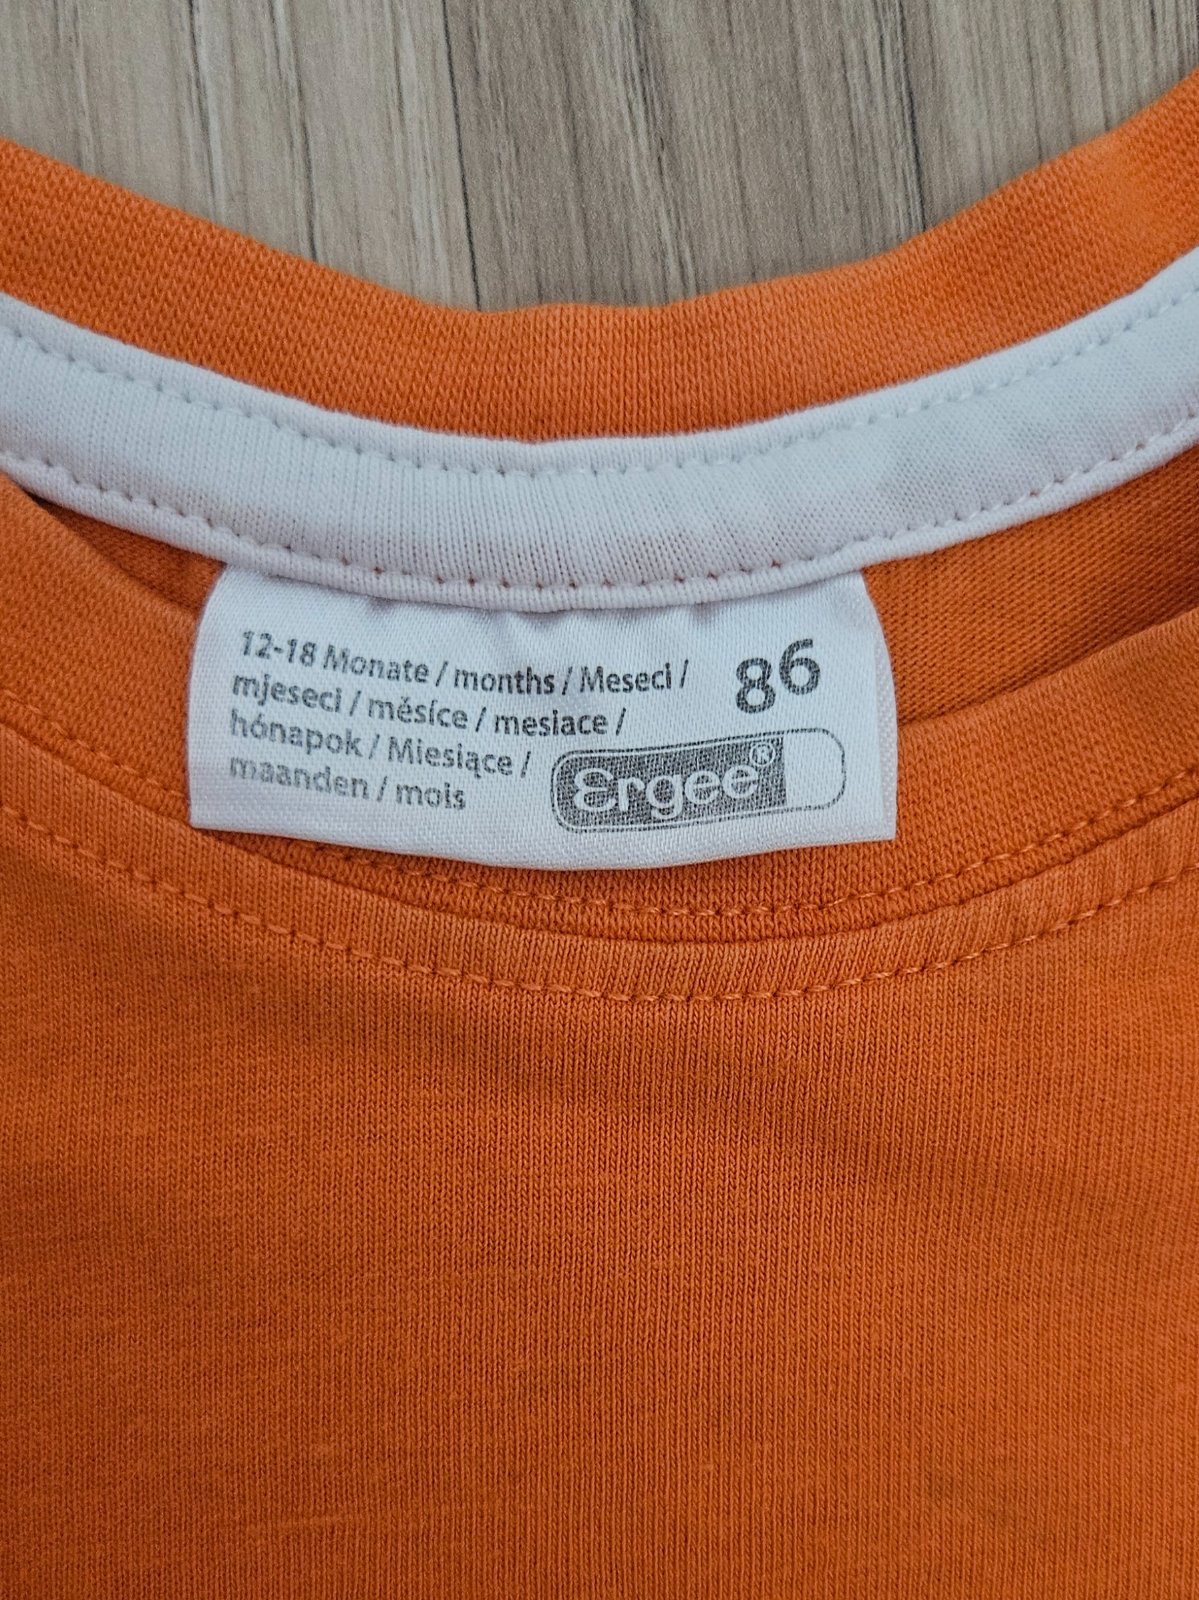 12-18 Monate / months / Meseci /
mjeseci / měsíce / mesiace /
hónapok / Miesiące /
maanden / mois
86
Ergee®